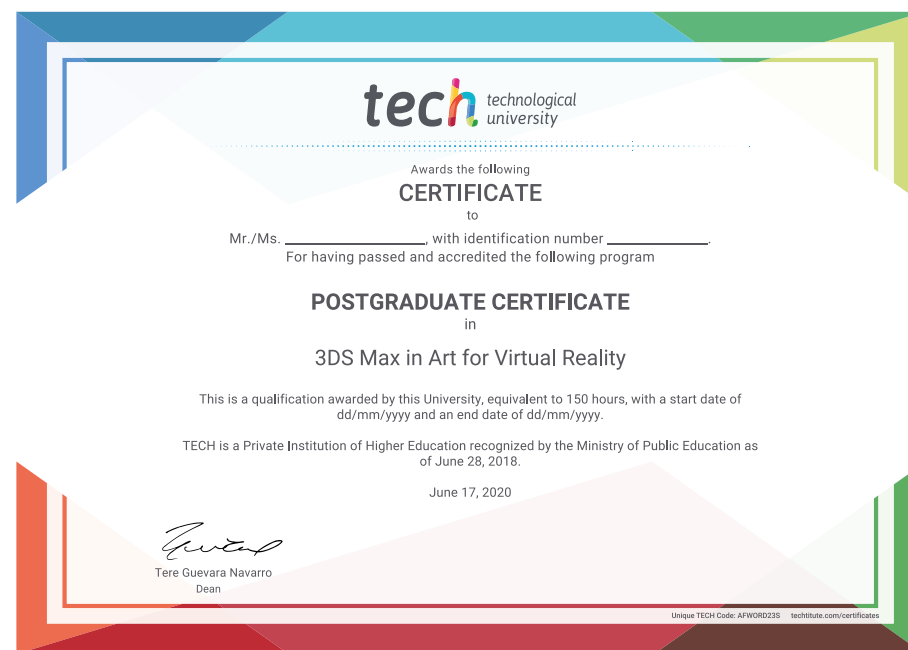 tech technological
university
Awards the following
CERTIFICATE
to
Mr./Ms. ________________, with identification number ______________.
For having passed and accredited the following program
POSTGRADUATE CERTIFICATE
in
3DS Max in Art for Virtual Reality
This is a qualification awarded by this University, equivalent to 150 hours, with a start date of
dd/mm/yyyy and an end date of dd/mm/yyyy.
TECH is a Private Institution of Higher Education recognized by the Ministry of Public Education as
of June 28, 2018.
June 17, 2020
Tere Guevara Navarro
Dean
Unique TECH Code: AFWORD23S techtitute.com/certificates